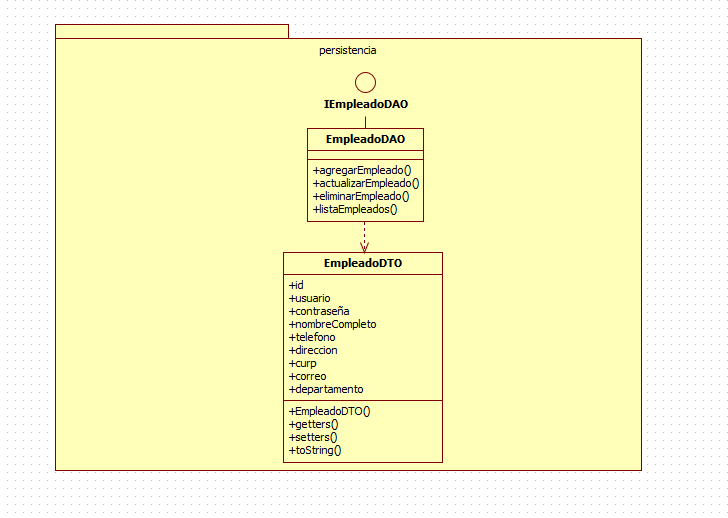 persistencia
IEmpleadoDAO
EmpleadoDAO
+agregarEmpleado()
+actualizarEmpleado()
+eliminarEmpleado()
+listaEmpleados()
EmpleadoDTO
+id
+usuario
+contraseña
+nombreCompleto
+telefono
+direccion
+curp
+correo
+departamento
+EmpleadoDTO()
+getters()
+setters()
+toString()